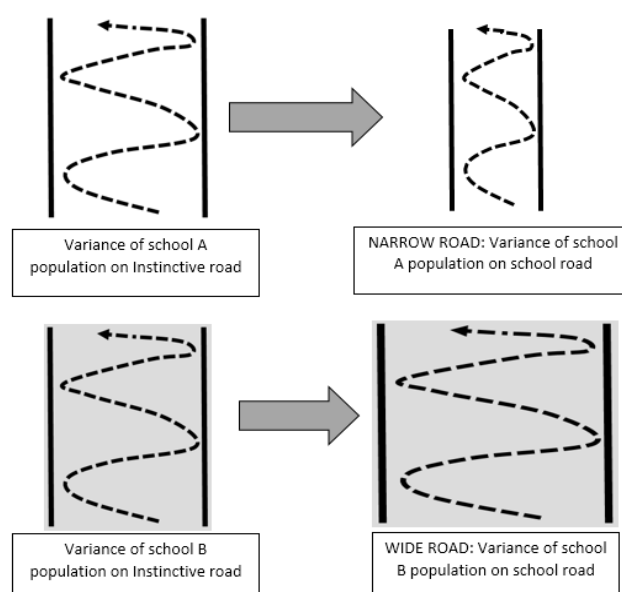 Variance of school A
population on Instinctive road
NARROW ROAD: Variance of school
A population on school road
Variance of school B
population on Instinctive road
WIDE ROAD: Variance of school
B population on school road